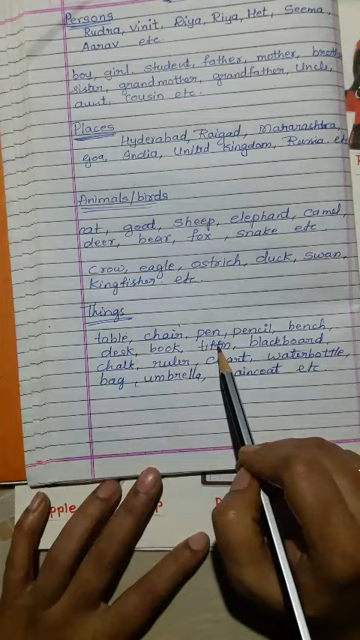 Persons
Rudra, vinit, Riya, Riya, Het, Seema,
Aarav etc
boy, girl, student, father, mother,
sister, grandmother, grandfather, Uncle,
aunt, cousin etc.
Places
Hyderabad, Raigad, Maharashtra,
Goa, India, United Kingdom, Russia etc
Animals/birds
cat, goad, sheep, elephant, camel,
deer, bear, fox, snake etc
Crow, eagle, ostrich, duck, swan,
Kingfisher etc
Things
table, chair, pen, pencil, bench,
desk, book, tiffin, blackboard,
chalk, ruler, chart, waterbottle,
bag, umbrella, raincoat etc
pple